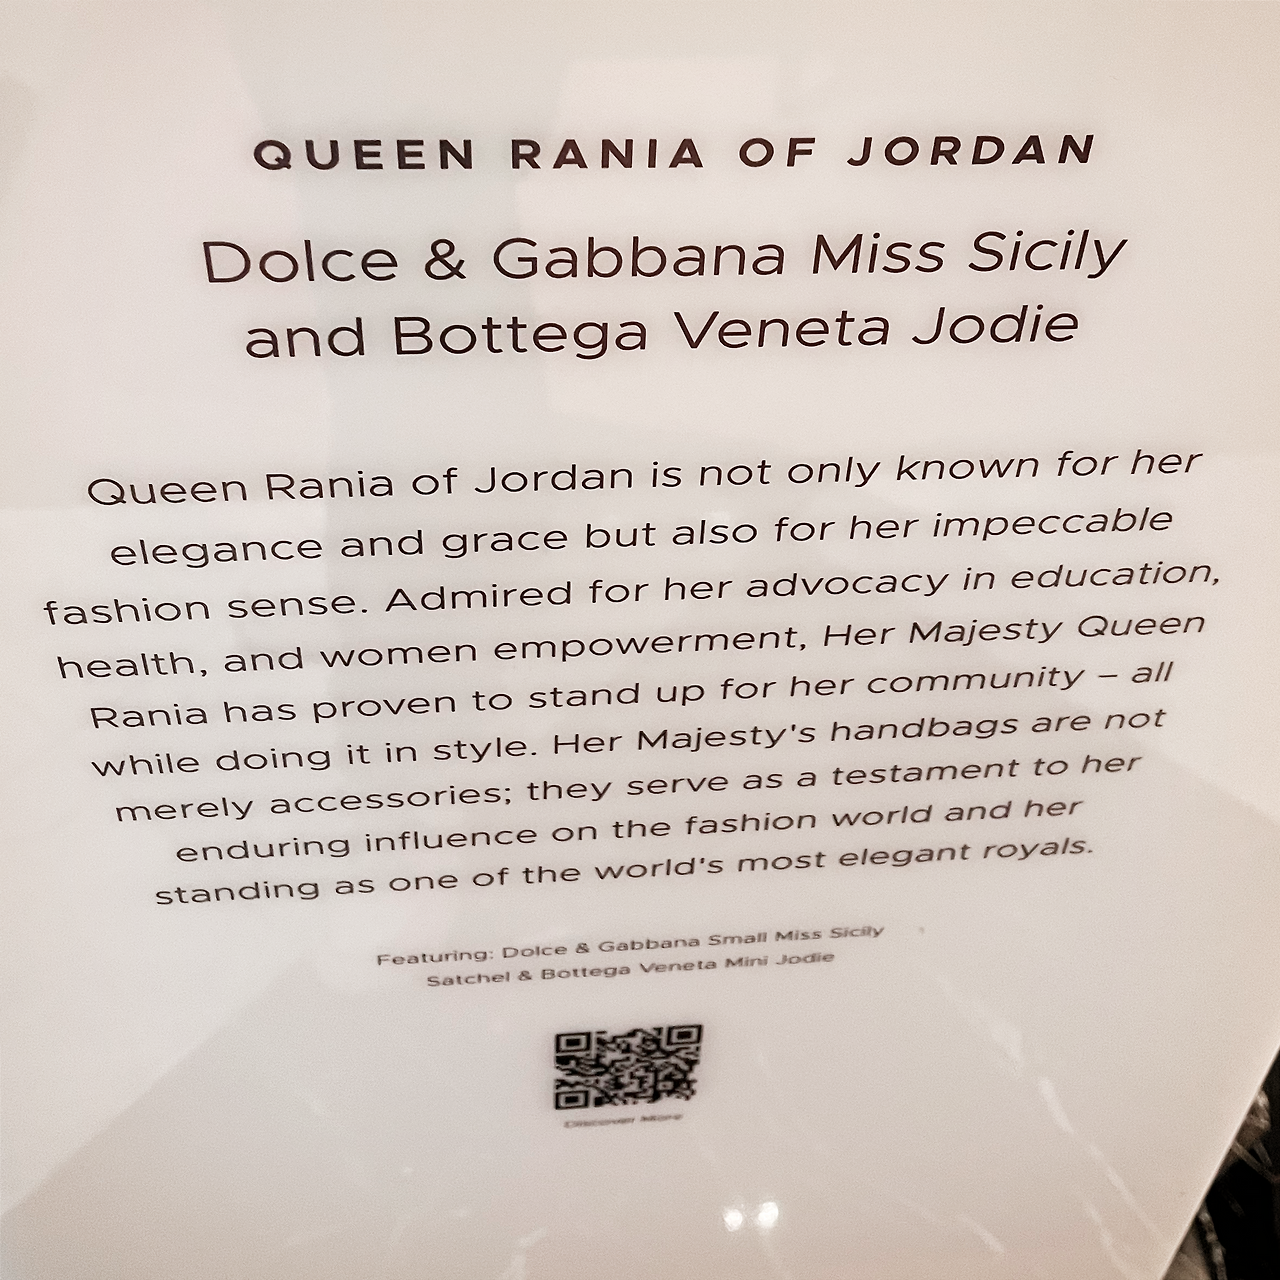 QUEEN RANIA OF JORDAN
Dolce & Gabbana Miss Sicily
and Bottega Veneta Jodie
Queen Rania of Jordan is not only known for her
elegance and grace but also for her impeccable
fashion sense. Admired for her advocacy in education,
health, and women empowerment, Her Majesty Queen
Rania has proven to stand up for her community – all
while doing it in style. Her Majesty's handbags are not
merely accessories; they serve as a testament to her
enduring influence on the fashion world and her
standing as one of the world's most elegant royals.
Featuring: Dolce & Gabbana Small Miss Sicily
Satchel & Bottega Veneta Mini Jodie
Discover More